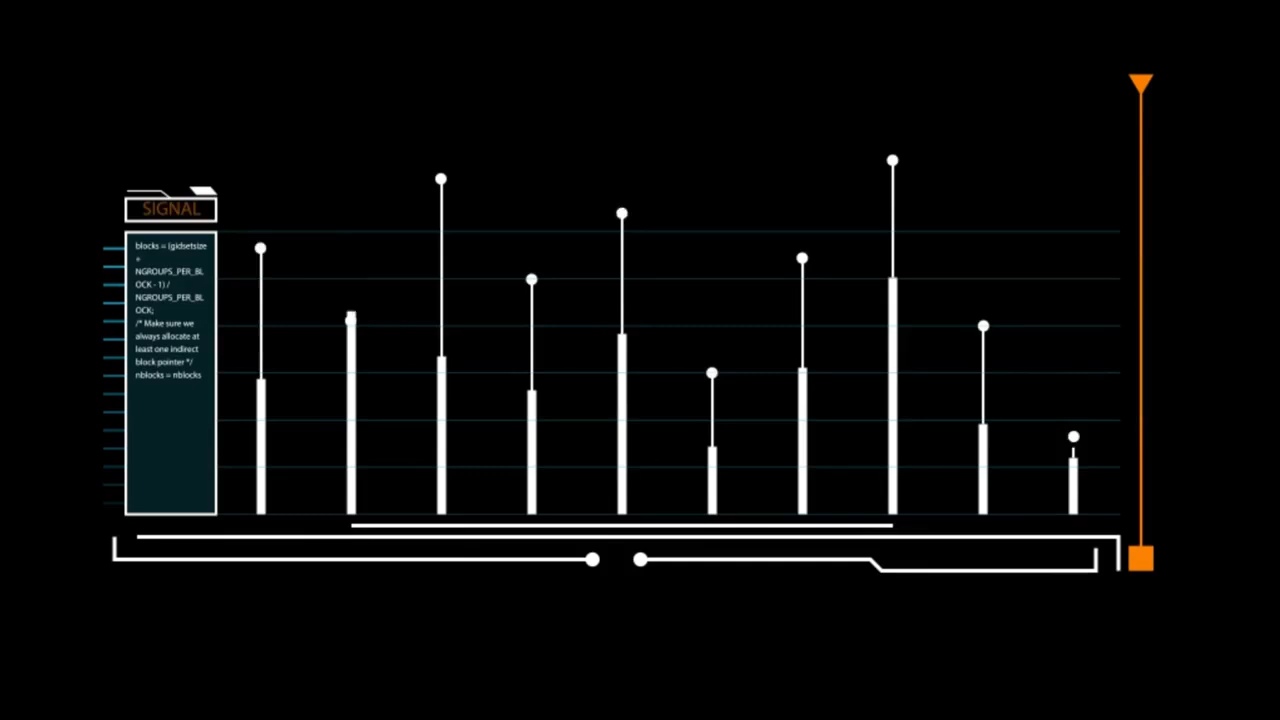 SIGNAL
blocks = (gidsetsize
+
NGROUPS_PER_BL
OCK - 1) /
NGROUPS_PER_BL
OCK;
/* Make sure we
always allocate at
least one indirect
block pointer */
nblocks = nblocks